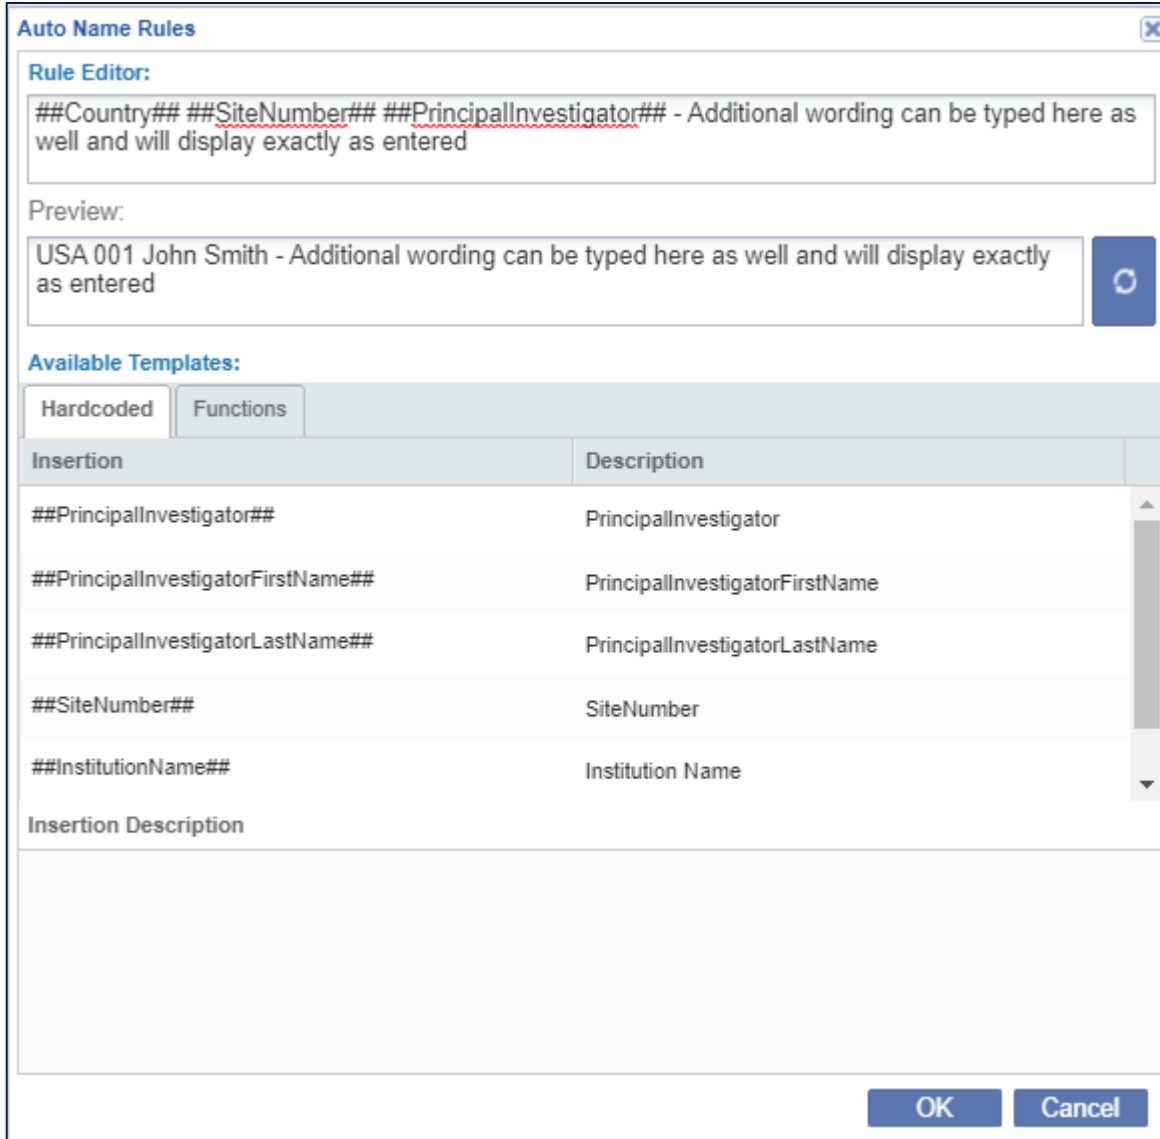 Auto Name Rules
Rule Editor:
##Country## ##SiteNumber## ##PrincipalInvestigator## - Additional wording can be typed here as
well and will display exactly as entered
Preview:
USA 001 John Smith - Additional wording can be typed here as well and will display exactly
as entered
Available Templates:
Hardcoded Functions
Insertion Description
##PrincipalInvestigator## PrincipalInvestigator
##PrincipalInvestigatorFirstName## PrincipalInvestigatorFirstName
##PrincipalInvestigatorLastName## PrincipalInvestigatorLastName
##SiteNumber## SiteNumber
##InstitutionName## Institution Name
Insertion Description
OK Cancel